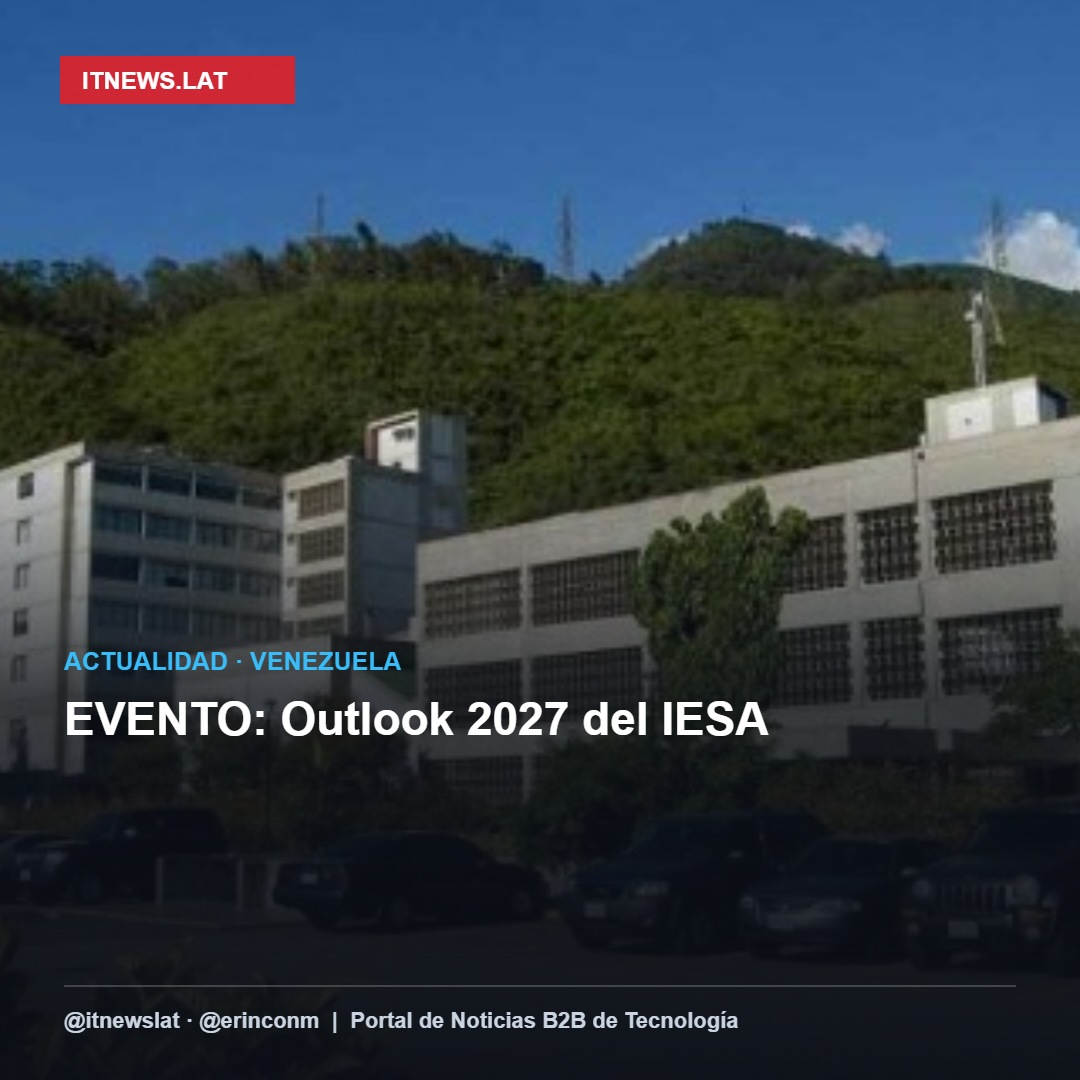 ITNEWS.LAT
ACTUALIDAD · VENEZUELA
EVENTO: Outlook 2027 del IESA
@itnewslat · @erinconm | Portal de Noticias B2B de Tecnología